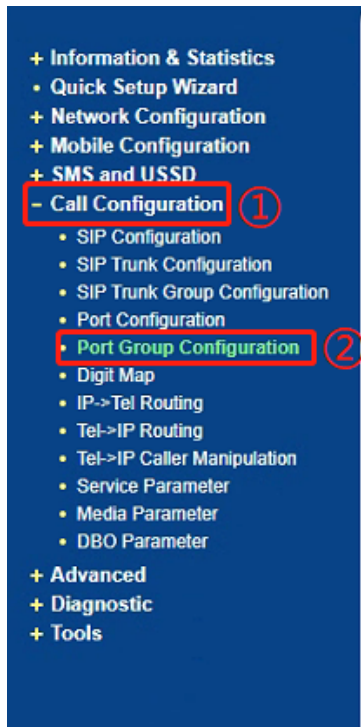 + Information & Statistics
• Quick Setup Wizard
+ Network Configuration
+ Mobile Configuration
+ SMS and USSD
− Call Configuration ①
• SIP Configuration
• SIP Trunk Configuration
• SIP Trunk Group Configuration
• Port Configuration
• Port Group Configuration ②
• Digit Map
• IP->Tel Routing
• Tel->IP Routing
• Tel->IP Caller Manipulation
• Service Parameter
• Media Parameter
• DBO Parameter
+ Advanced
+ Diagnostic
+ Tools